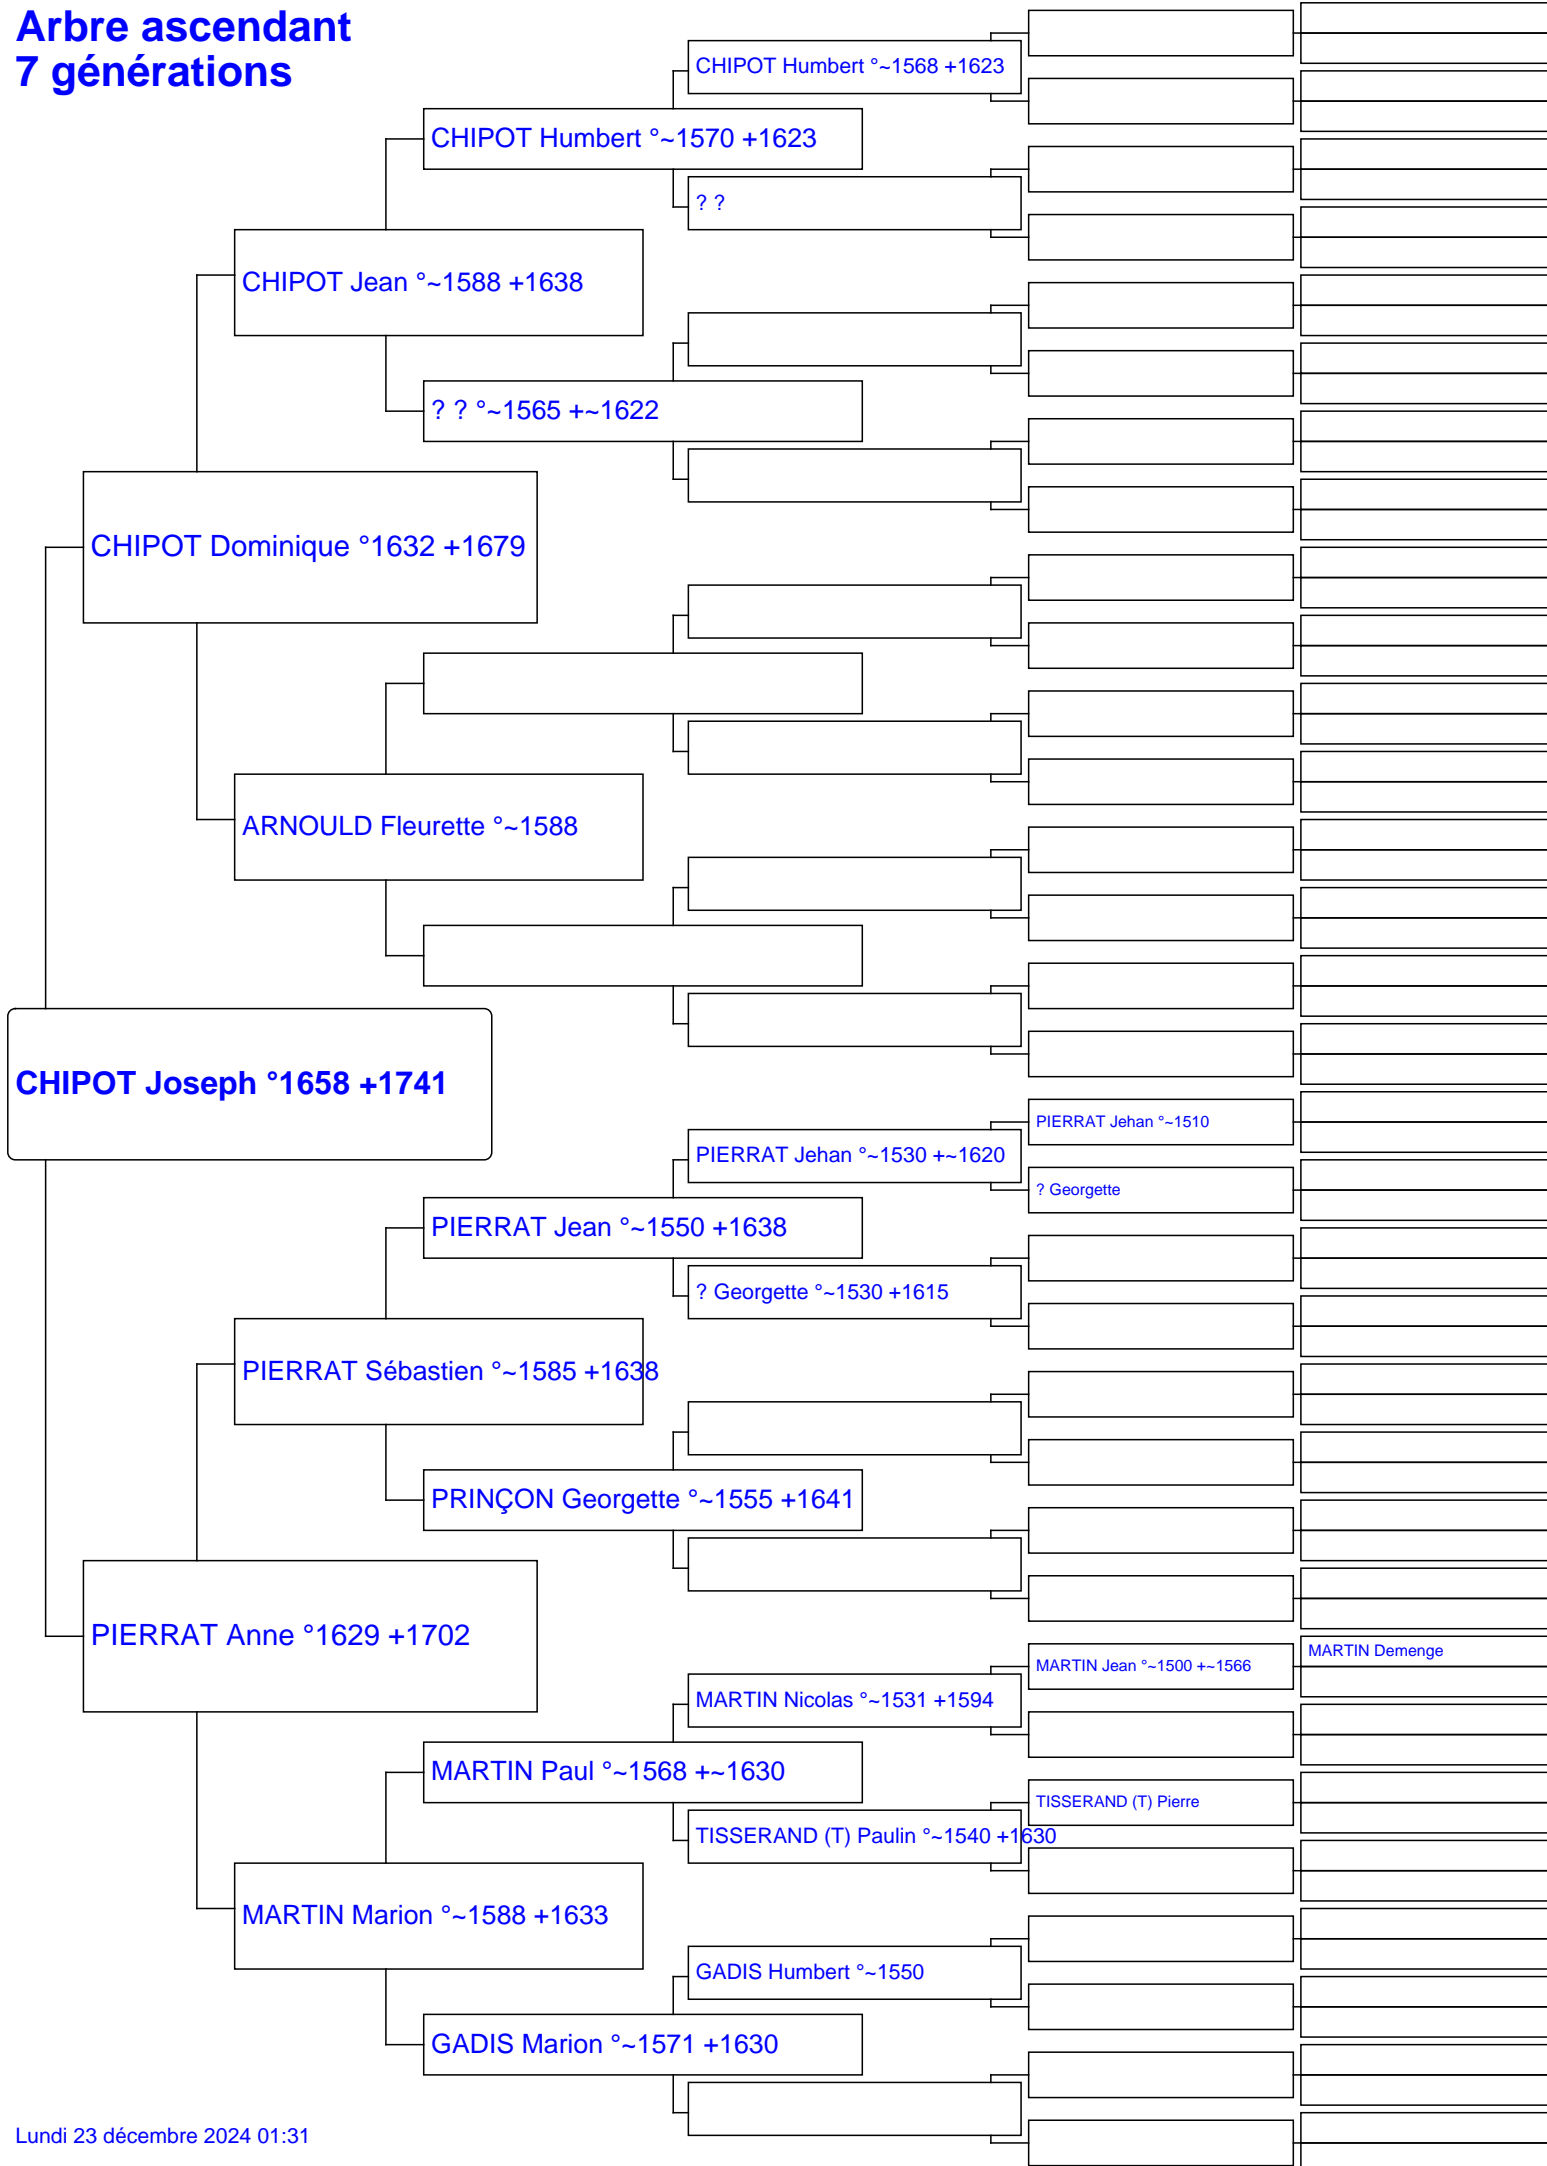 Arbre ascendant
7 générations
CHIPOT Humbert °~1568 +1623
CHIPOT Humbert °~1570 +1623
? ?
CHIPOT Jean °~1588 +1638
? ? °~1565 +~1622
CHIPOT Dominique °1632 +1679
ARNOULD Fleurette °~1588
CHIPOT Joseph °1658 +1741
PIERRAT Jehan °~1510
PIERRAT Jehan °~1530 +~1620
? Georgette
PIERRAT Jean °~1550 +1638
? Georgette °~1530 +1615
PIERRAT Sébastien °~1585 +1638
PRINÇON Georgette °~1555 +1641
PIERRAT Anne °1629 +1702
MARTIN Demenge
MARTIN Jean °~1500 +~1566
MARTIN Nicolas °~1531 +1594
MARTIN Paul °~1568 +~1630
TISSERAND (T) Pierre
TISSERAND (T) Paulin °~1540 +1630
MARTIN Marion °~1588 +1633
GADIS Humbert °~1550
GADIS Marion °~1571 +1630
Lundi 23 décembre 2024 01:31